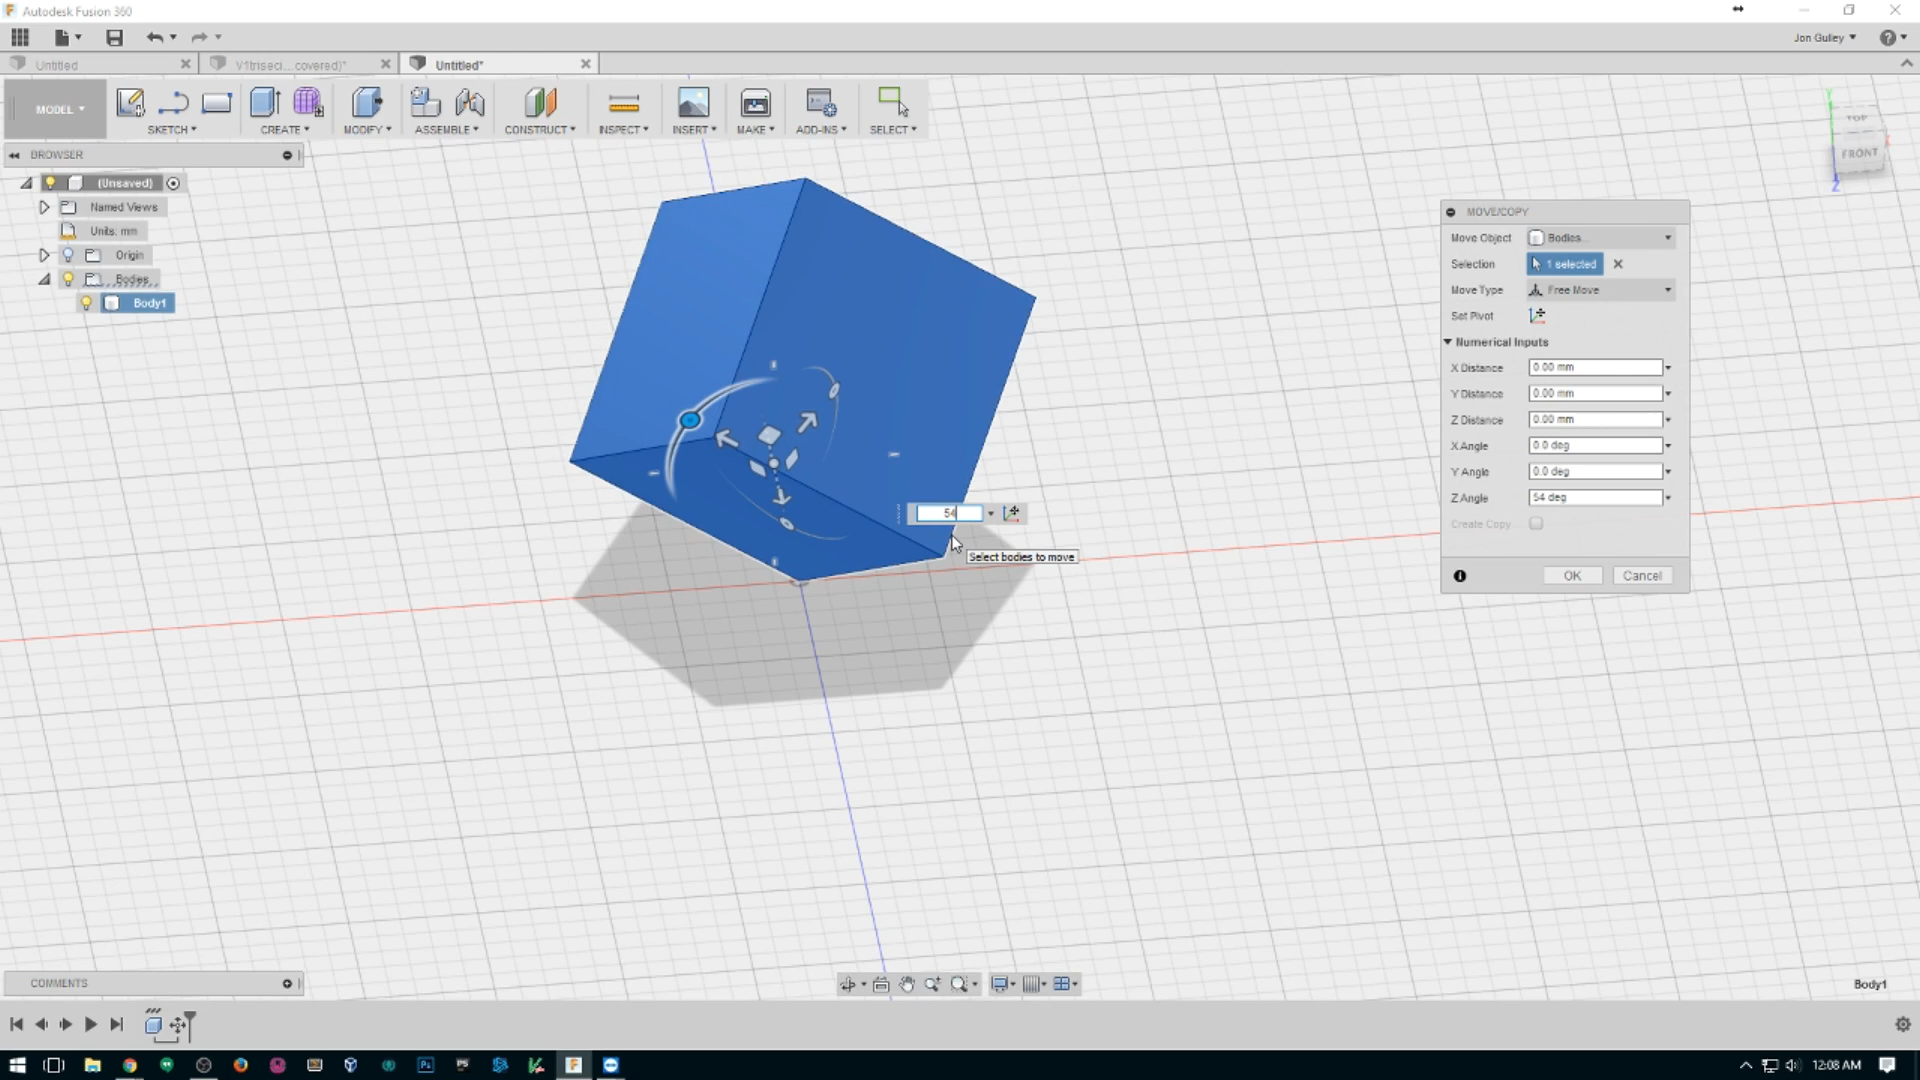 Autodesk Fusion 360
Jon Gulley
Untitled
V1triseci...covered)*
Untitled*
MODEL
SKETCH
CREATE
MODIFY
ASSEMBLE
CONSTRUCT
INSPECT
INSERT
MAKE
ADD-INS
SELECT
BROWSER
(Unsaved)
Named Views
Units: mm
Origin
Bodies
Body1
Y
TOP
FRONT
Z
MOVE/COPY
Move Object Bodies...
Selection 1 selected
Move Type Free Move
Set Pivot
Numerical Inputs
X Distance 0.00 mm
Y Distance 0.00 mm
Z Distance 0.00 mm
X Angle 0.0 deg
Y Angle 0.0 deg
Z Angle 54 deg
Create Copy
OK Cancel
54
Select bodies to move
COMMENTS
Body1
12:08 AM